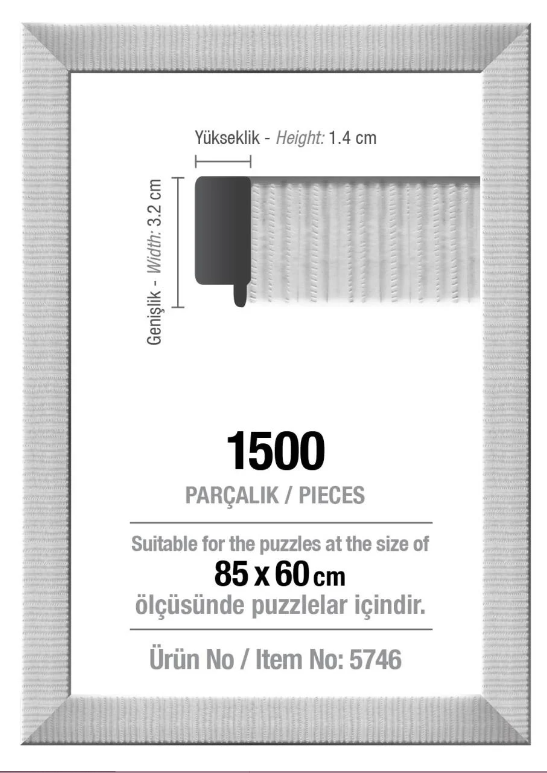 Yükseklik - Height: 1.4 cm
Genişlik - Width: 3.2 cm
1500
PARÇALIK / PIECES
Suitable for the puzzles at the size of
85 x 60 cm
ölçüsünde puzzlelar içindir.
Ürün No / Item No: 5746